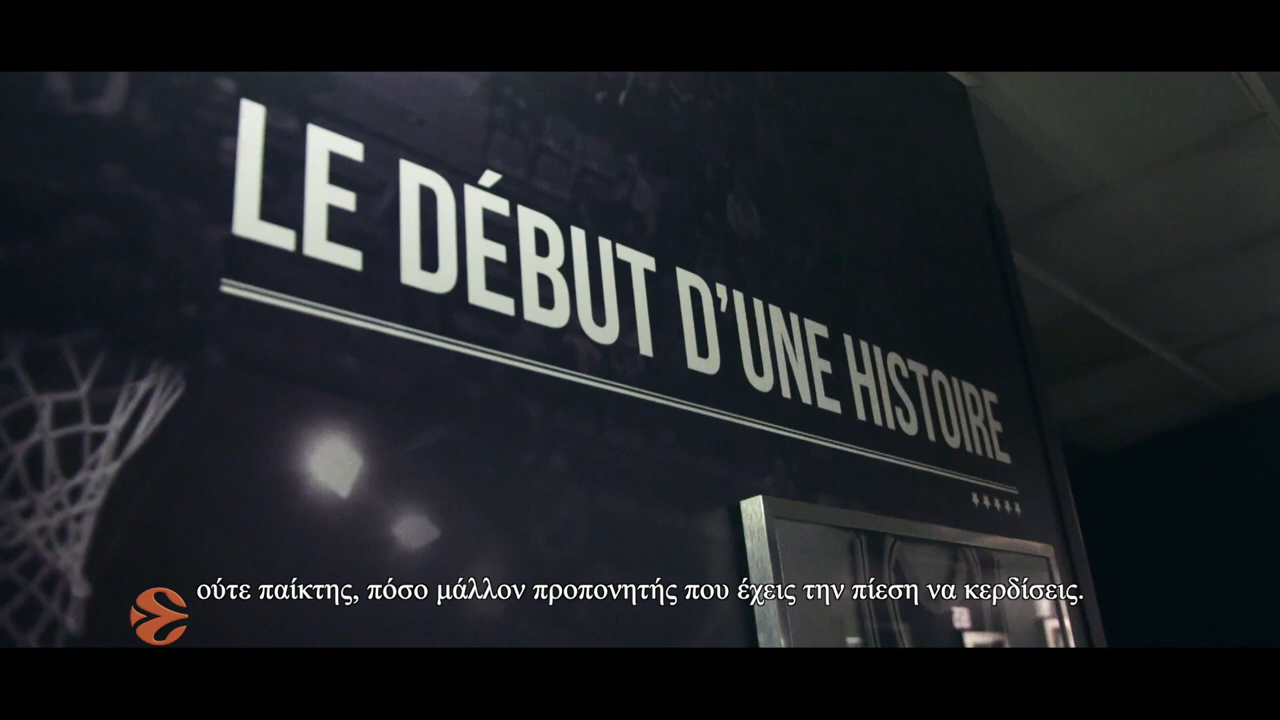 LE DÉBUT D'UNE HISTOIRE
ούτε παίκτης, πόσο μάλλον προπονητής που έχεις την πίεση να κερδίσεις.